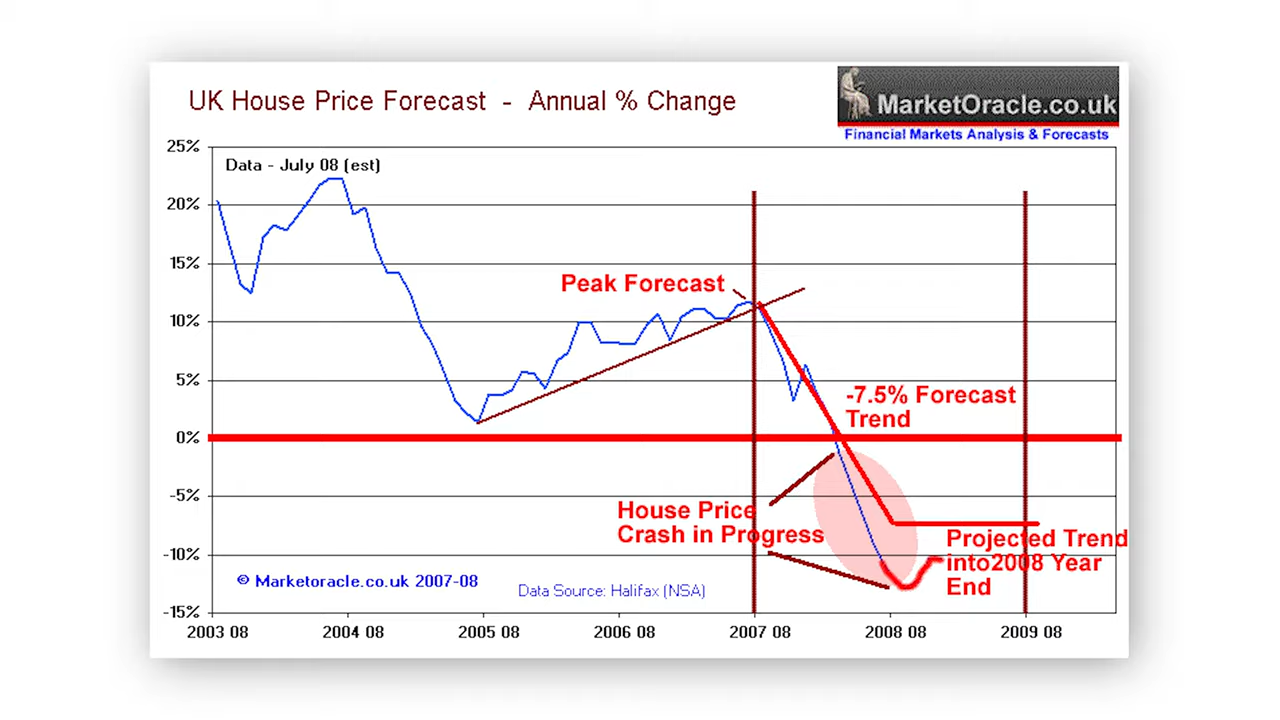 UK House Price Forecast - Annual % Change
MarketOracle.co.uk
Financial Markets Analysis & Forecasts
25%
Data - July 08 (est)
20%
15%
Peak Forecast
10%
5%
-7.5% Forecast
Trend
0%
-5%
House Price
Crash in Progress
Projected Trend
into2008 Year
End
-10%
© Marketoracle.co.uk 2007-08
Data Source: Halifax (NSA)
-15%
2003 08
2004 08
2005 08
2006 08
2007 08
2008 08
2009 08